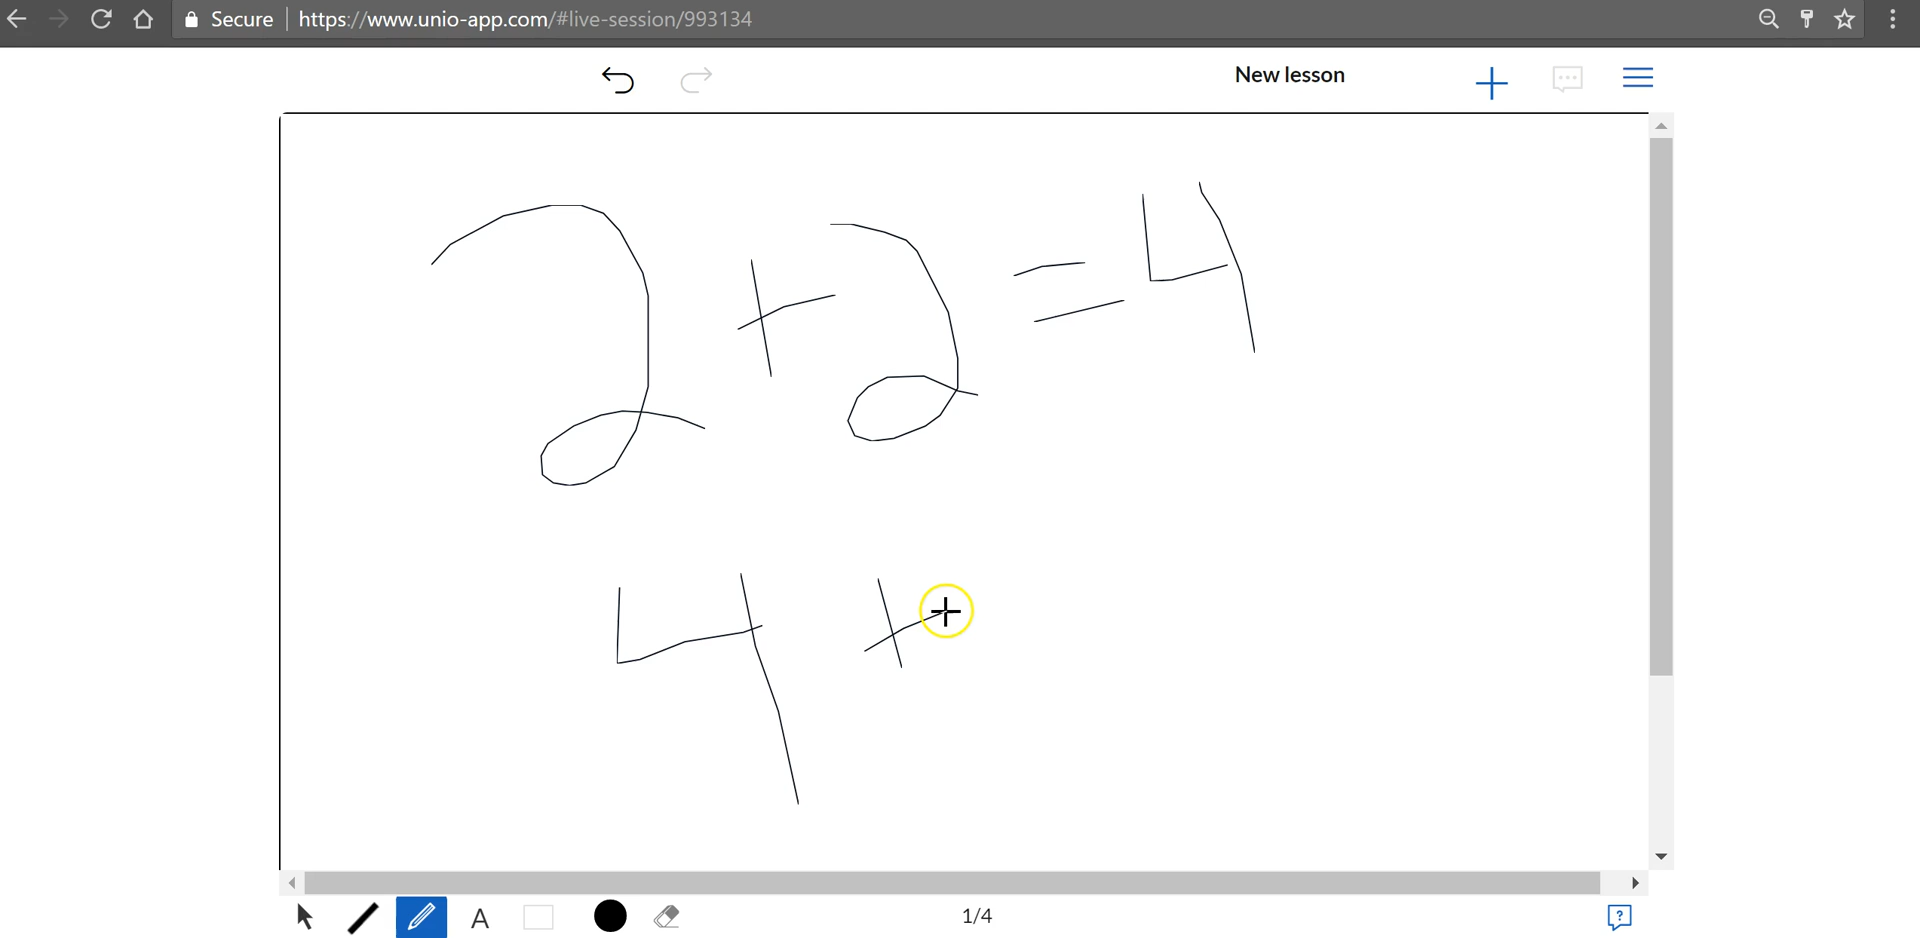 Secure https://www.unio-app.com/#live-session/993134
New lesson
2+2=4
4+
A 1/4 ?